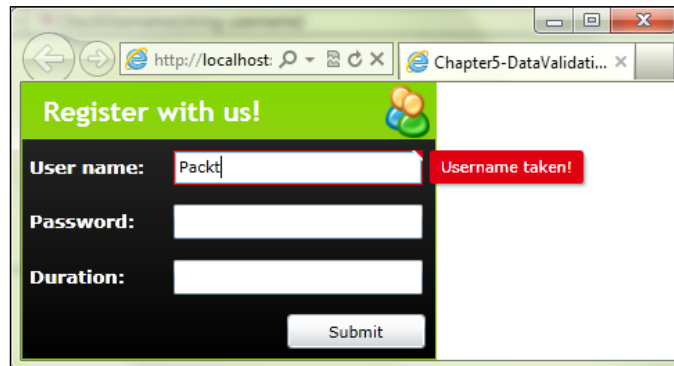 http://localhost:
Chapter5-DataValidati...
Register with us!
User name:
Packt
Username taken!
Password:
Duration:
Submit